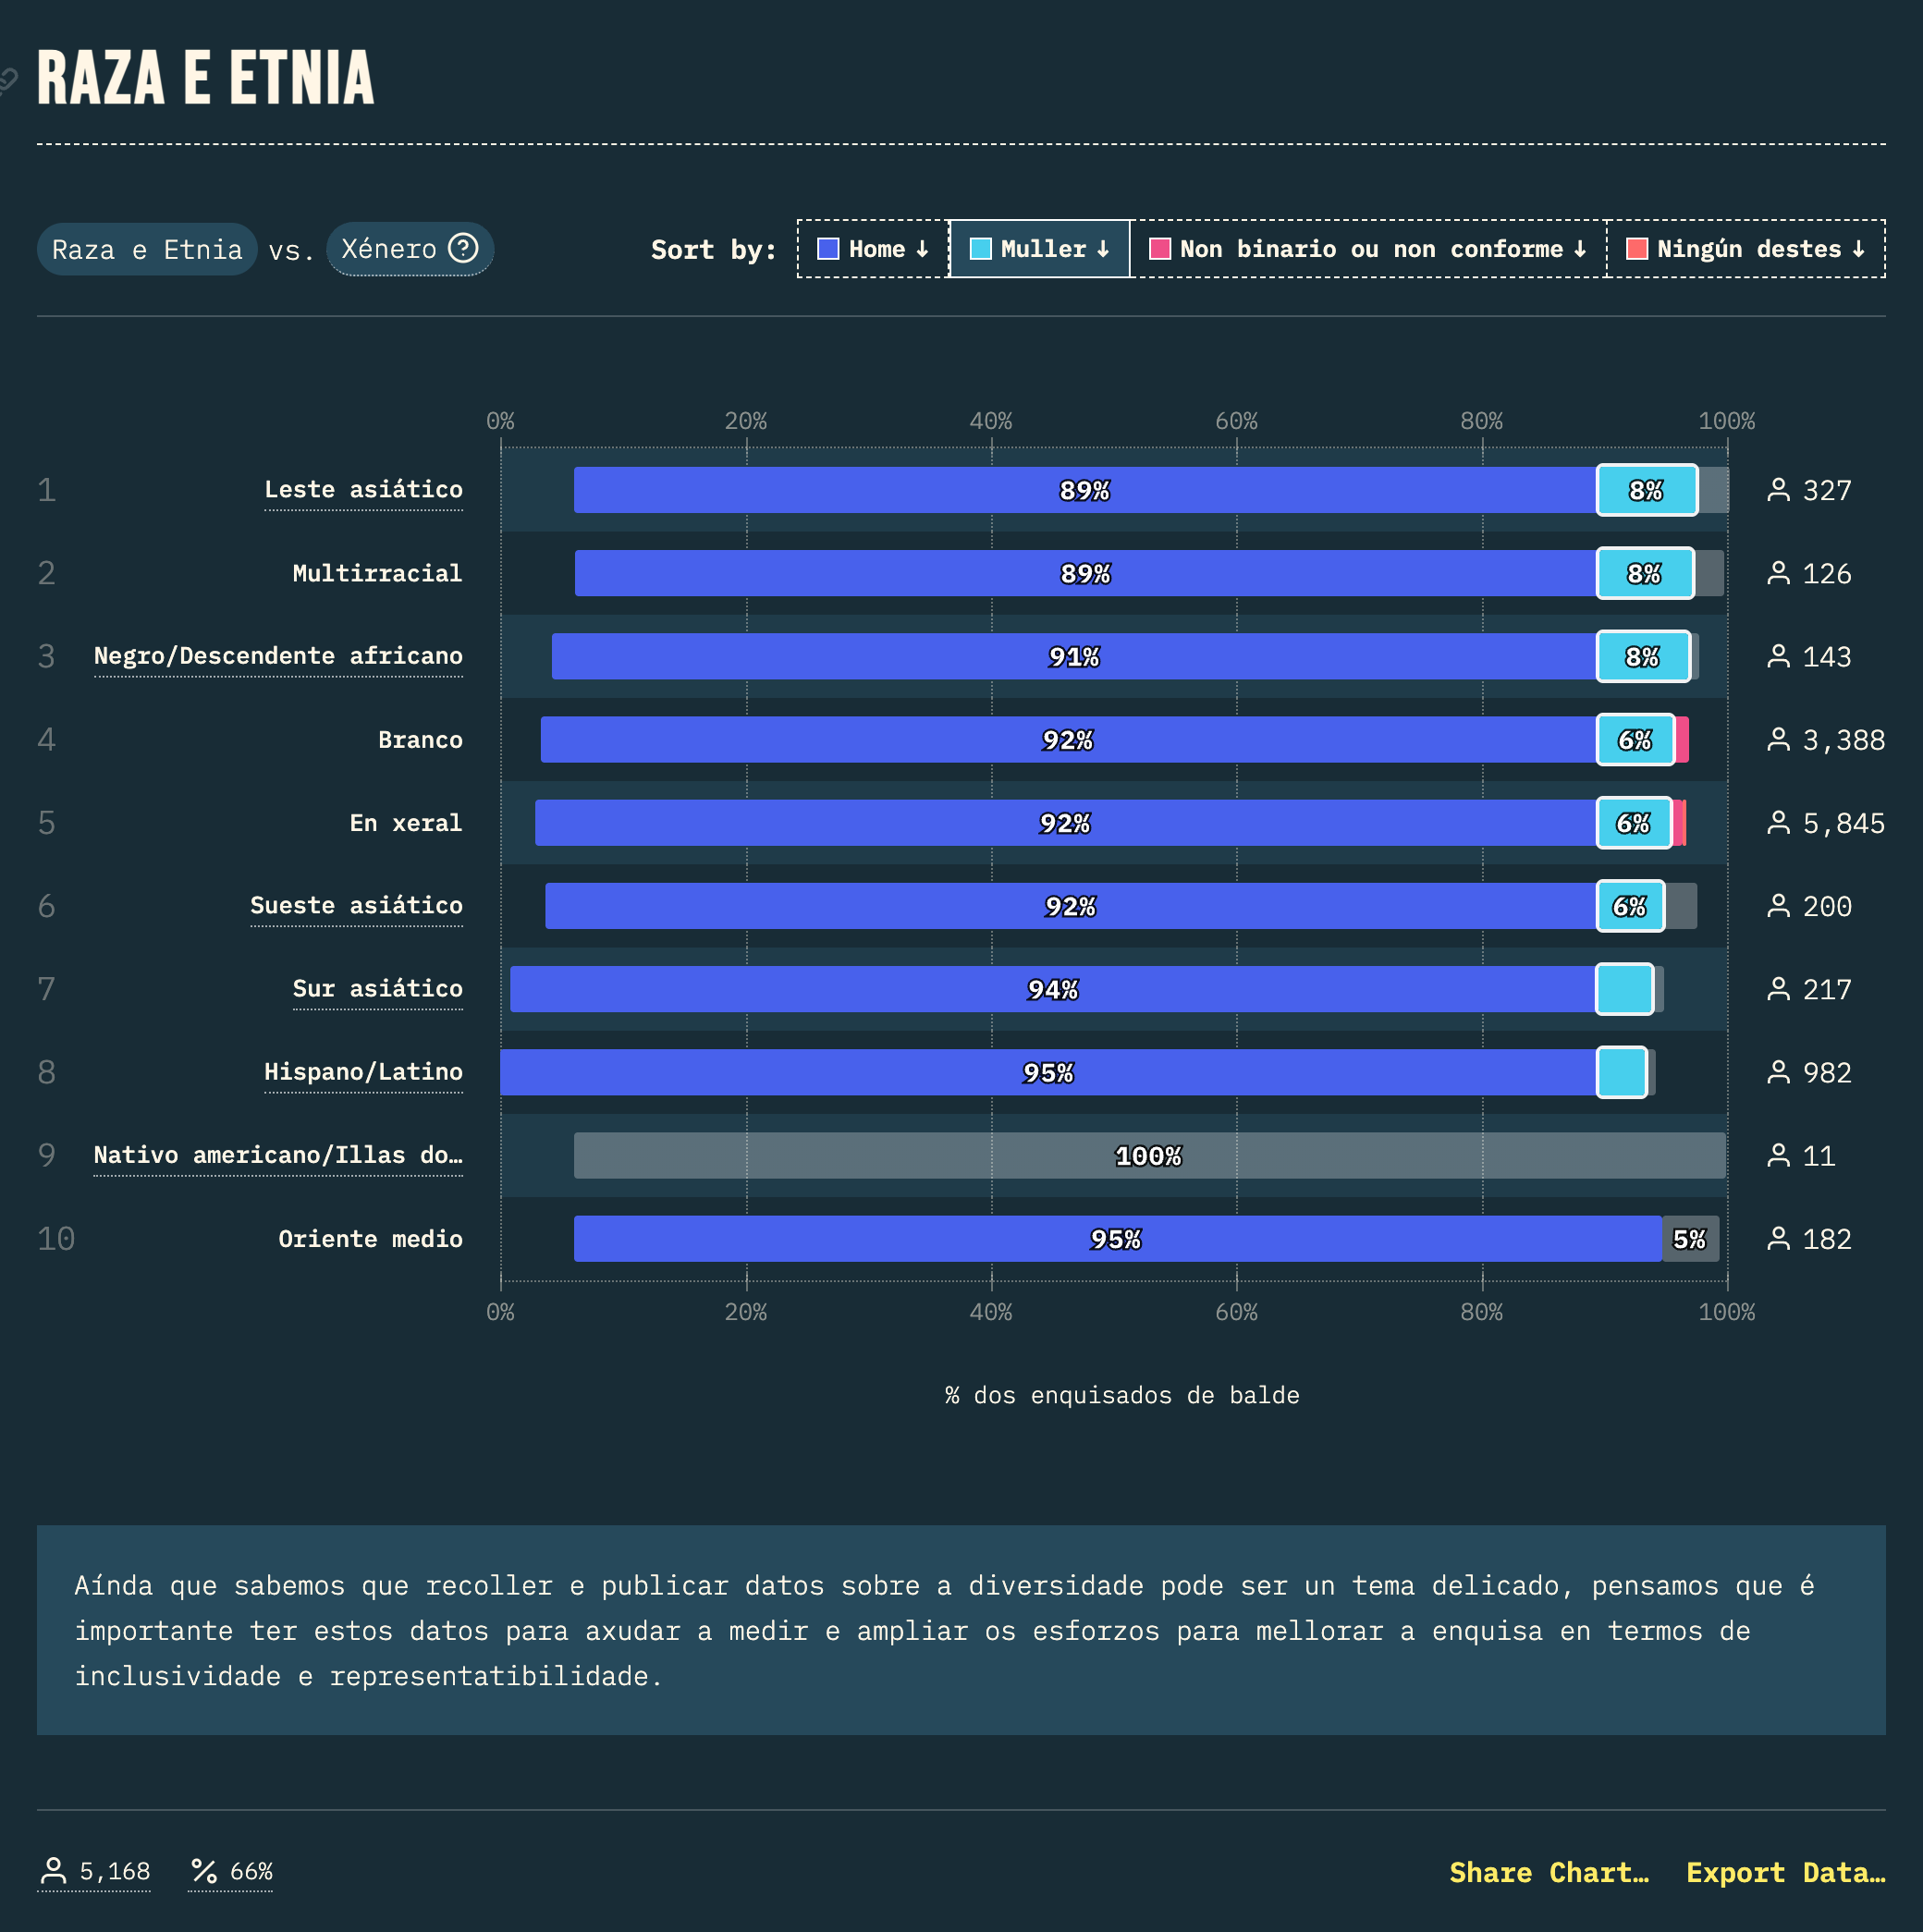 RAZA E ETNIA
Raza e Etnia vs. Xénero ? Sort by: Home ↓ Muller ↓ Non binario ou non conforme ↓ Ningún destes ↓
0% 20% 40% 60% 80% 100%
1 Leste asiático 89% 8% 327
2 Multirracial 89% 8% 126
3 Negro/Descendente africano 91% 8% 143
4 Branco 92% 6% 3,388
5 En xeral 92% 6% 5,845
6 Sueste asiático 92% 6% 200
7 Sur asiático 94% 217
8 Hispano/Latino 95% 982
9 Nativo americano/Illas do… 100% 11
10 Oriente medio 95% 5% 182
0% 20% 40% 60% 80% 100%
% dos enquisados de balde
Aínda que sabemos que recoller e publicar datos sobre a diversidade pode ser un tema delicado, pensamos que é
importante ter estos datos para axudar a medir e ampliar os esforzos para mellorar a enquisa en termos de
inclusividade e representatibilidade.
5,168 % 66% Share Chart… Export Data…